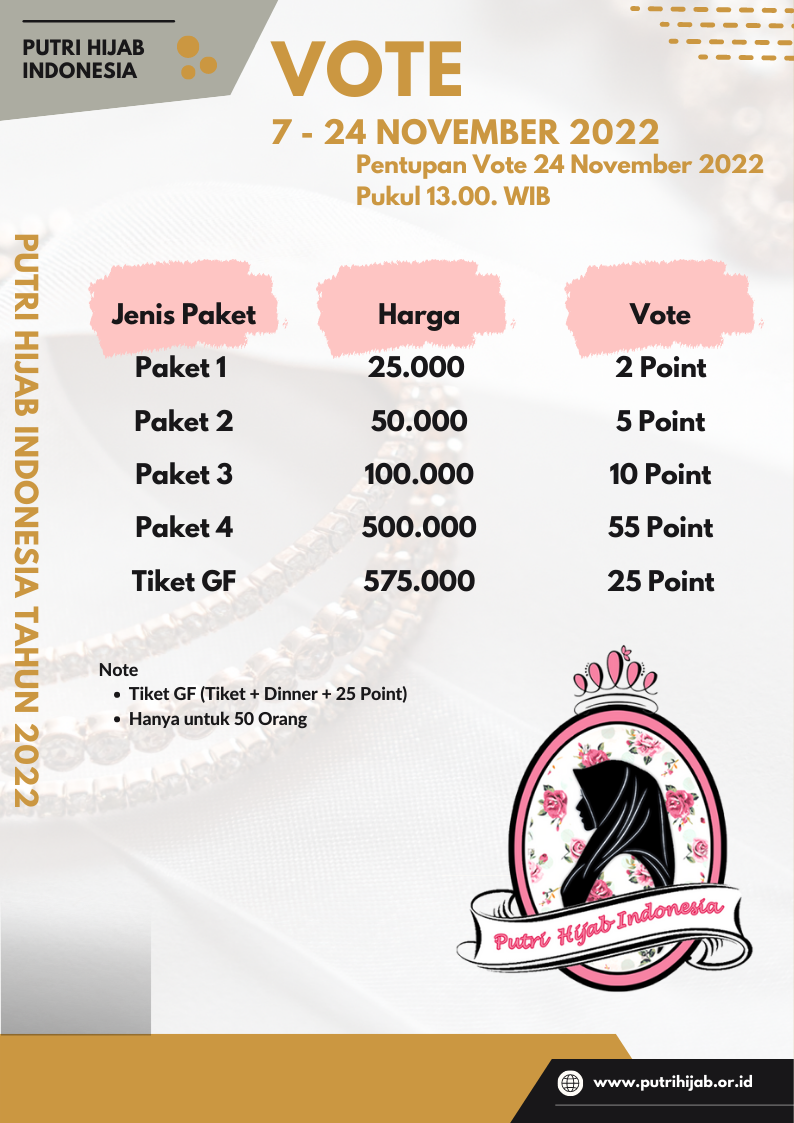 PUTRI HIJAB
INDONESIA
VOTE
7 - 24 NOVEMBER 2022
Pentupan Vote 24 November 2022
Pukul 13.00. WIB
PUTRI HIJAB INDONESIA TAHUN 2022
Jenis Paket Harga Vote
Paket 1 25.000 2 Point
Paket 2 50.000 5 Point
Paket 3 100.000 10 Point
Paket 4 500.000 55 Point
Tiket GF 575.000 25 Point
Note
• Tiket GF (Tiket + Dinner + 25 Point)
• Hanya untuk 50 Orang
Putri Hijab Indonesia
www.putrihijab.or.id